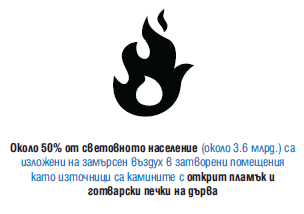 Около 50% от световното население (около 3.6 млрд.) са
изложени на замърсен въздух в затворени помещения
като източници са камините с открит пламък и
готварски печки на дърва